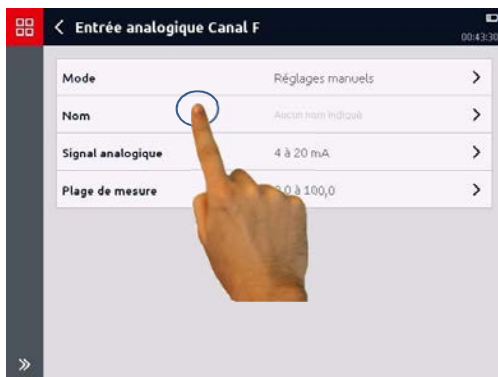 Entrée analogique Canal F
00:43:30
Mode Réglages manuels
Nom Aucun nom indiqué
Signal analogique 4 à 20 mA
Plage de mesure 0,0 à 100,0